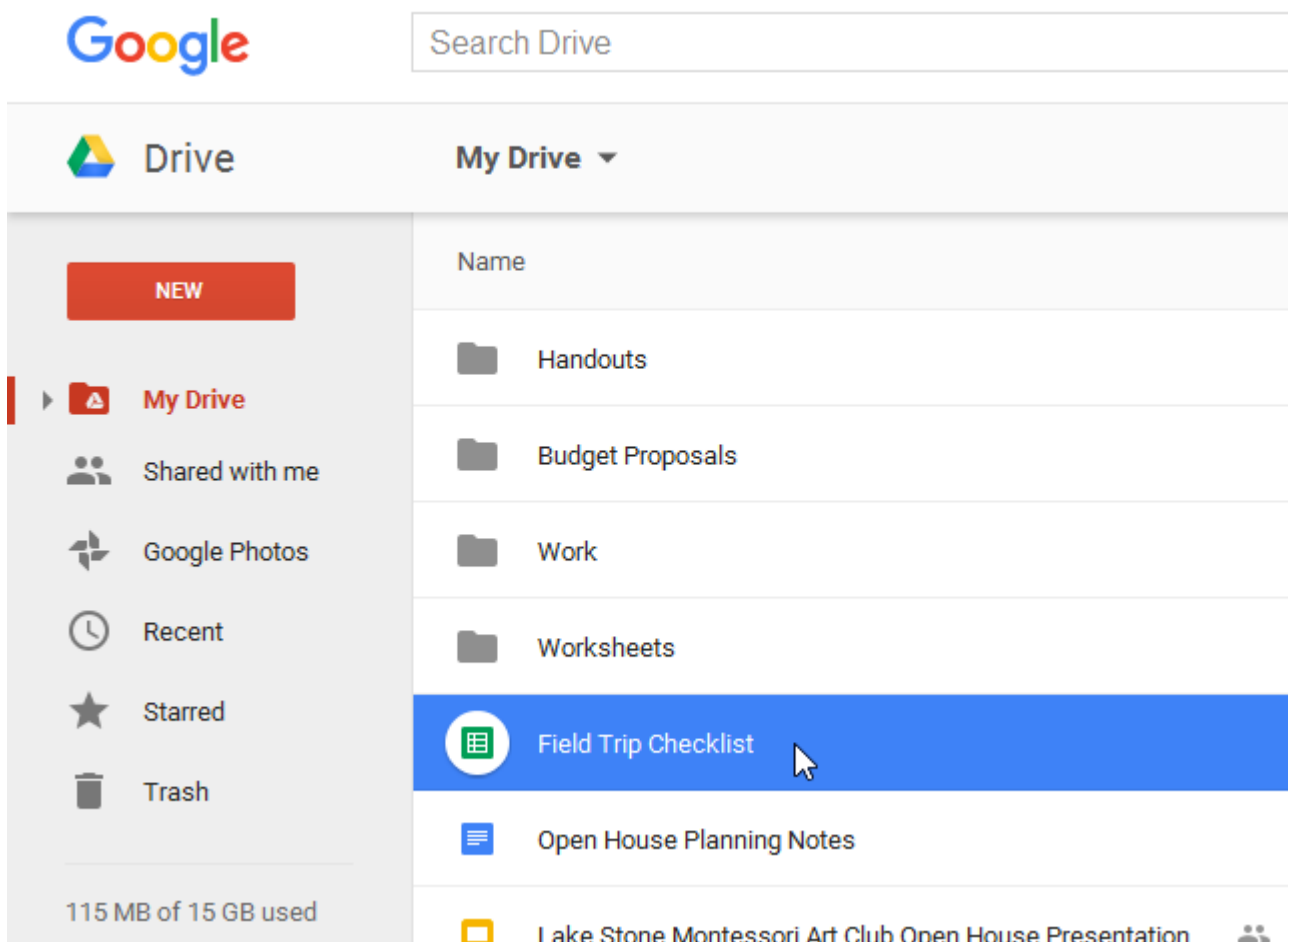 Google
Search Drive
Drive
My Drive
NEW
My Drive
Shared with me
Google Photos
Recent
Starred
Trash
115 MB of 15 GB used
Name
Handouts
Budget Proposals
Work
Worksheets
Field Trip Checklist
Open House Planning Notes
Lake Stone Montessori Art Club Open House Presentation